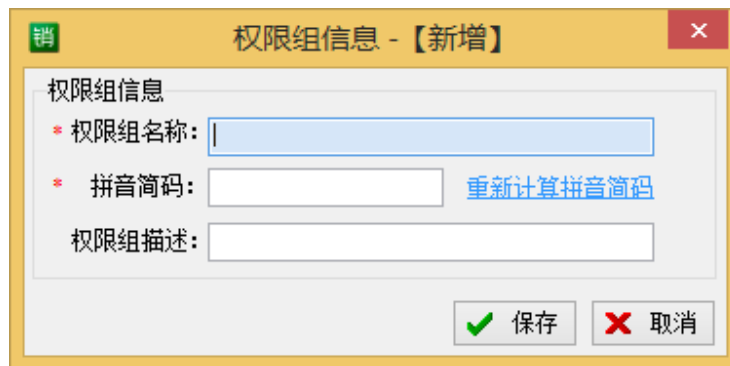 销 权限组信息 - 【新增】
权限组信息
* 权限组名称:
* 拼音简码: 重新计算拼音简码
权限组描述:
保存 取消